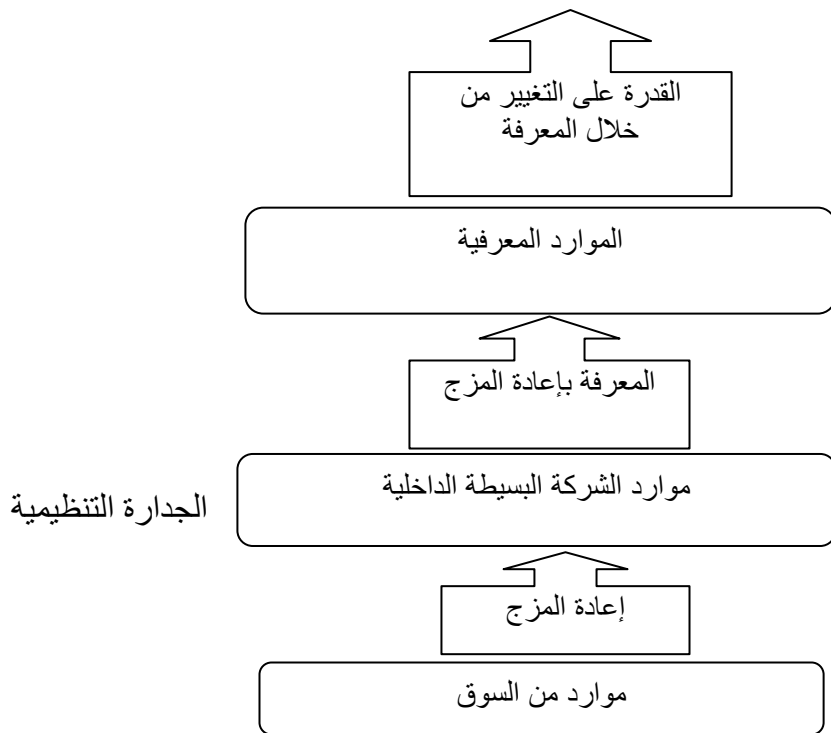 القدرة على التغيير من
خلال المعرفة
الموارد المعرفية
المعرفة بإعادة المزج
موارد الشركة البسيطة الداخلية
الجدارة التنظيمية
إعادة المزج
موارد من السوق